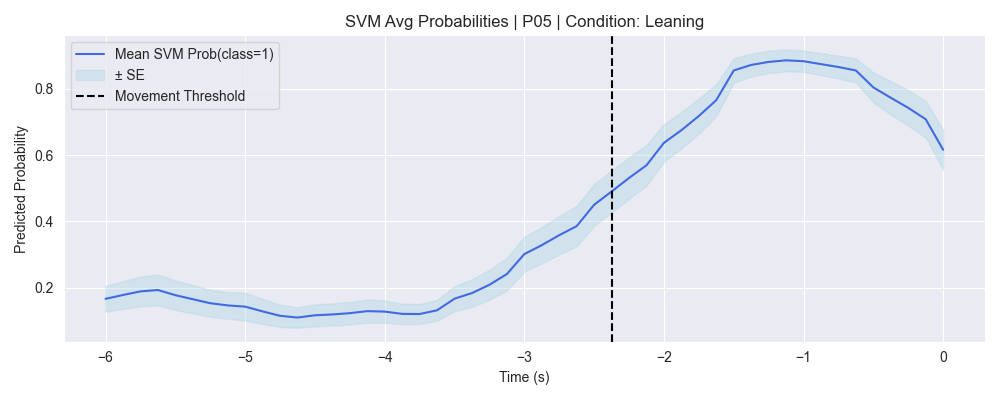 SVM Avg Probabilities | P05 | Condition: Leaning
Mean SVM Prob(class=1)
± SE
Movement Threshold
Predicted Probability
0.8
0.6
0.4
0.2
−6
−5
−4
−3
−2
−1
0
Time (s)